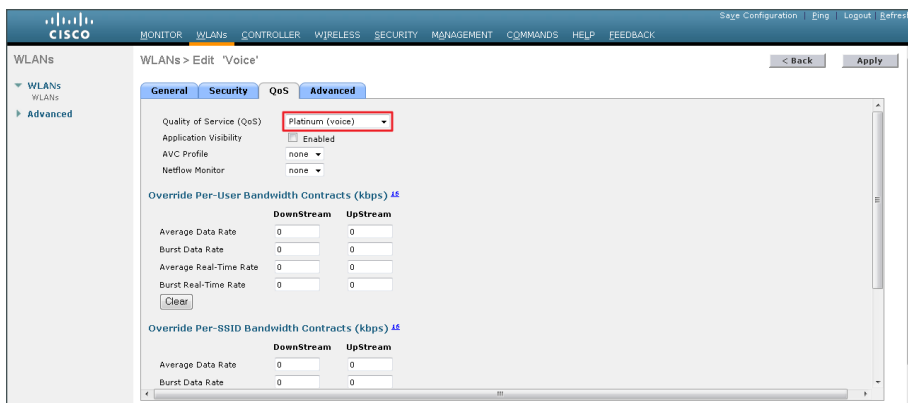 Save Configuration | Ping | Logout | Refres
CISCO
MONITOR WLANs CONTROLLER WIRELESS SECURITY MANAGEMENT COMMANDS HELP FEEDBACK
WLANs
WLANs
WLANs
Advanced
WLANs > Edit 'Voice'
< Back
Apply
General Security QoS Advanced
Quality of Service (QoS) Platinum (voice)
Application Visibility Enabled
AVC Profile none
Netflow Monitor none
Override Per-User Bandwidth Contracts (kbps) 16
DownStream UpStream
Average Data Rate 0 0
Burst Data Rate 0 0
Average Real-Time Rate 0 0
Burst Real-Time Rate 0 0
Clear
Override Per-SSID Bandwidth Contracts (kbps) 16
DownStream UpStream
Average Data Rate 0 0
Burst Data Rate 0 0